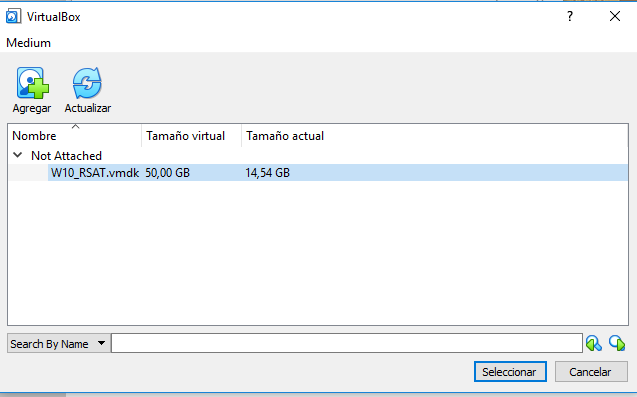 VirtualBox
Medium
Agregar Actualizar
Nombre Tamaño virtual Tamaño actual
Not Attached
W10_RSAT.vmdk 50,00 GB 14,54 GB
Search By Name
Seleccionar Cancelar